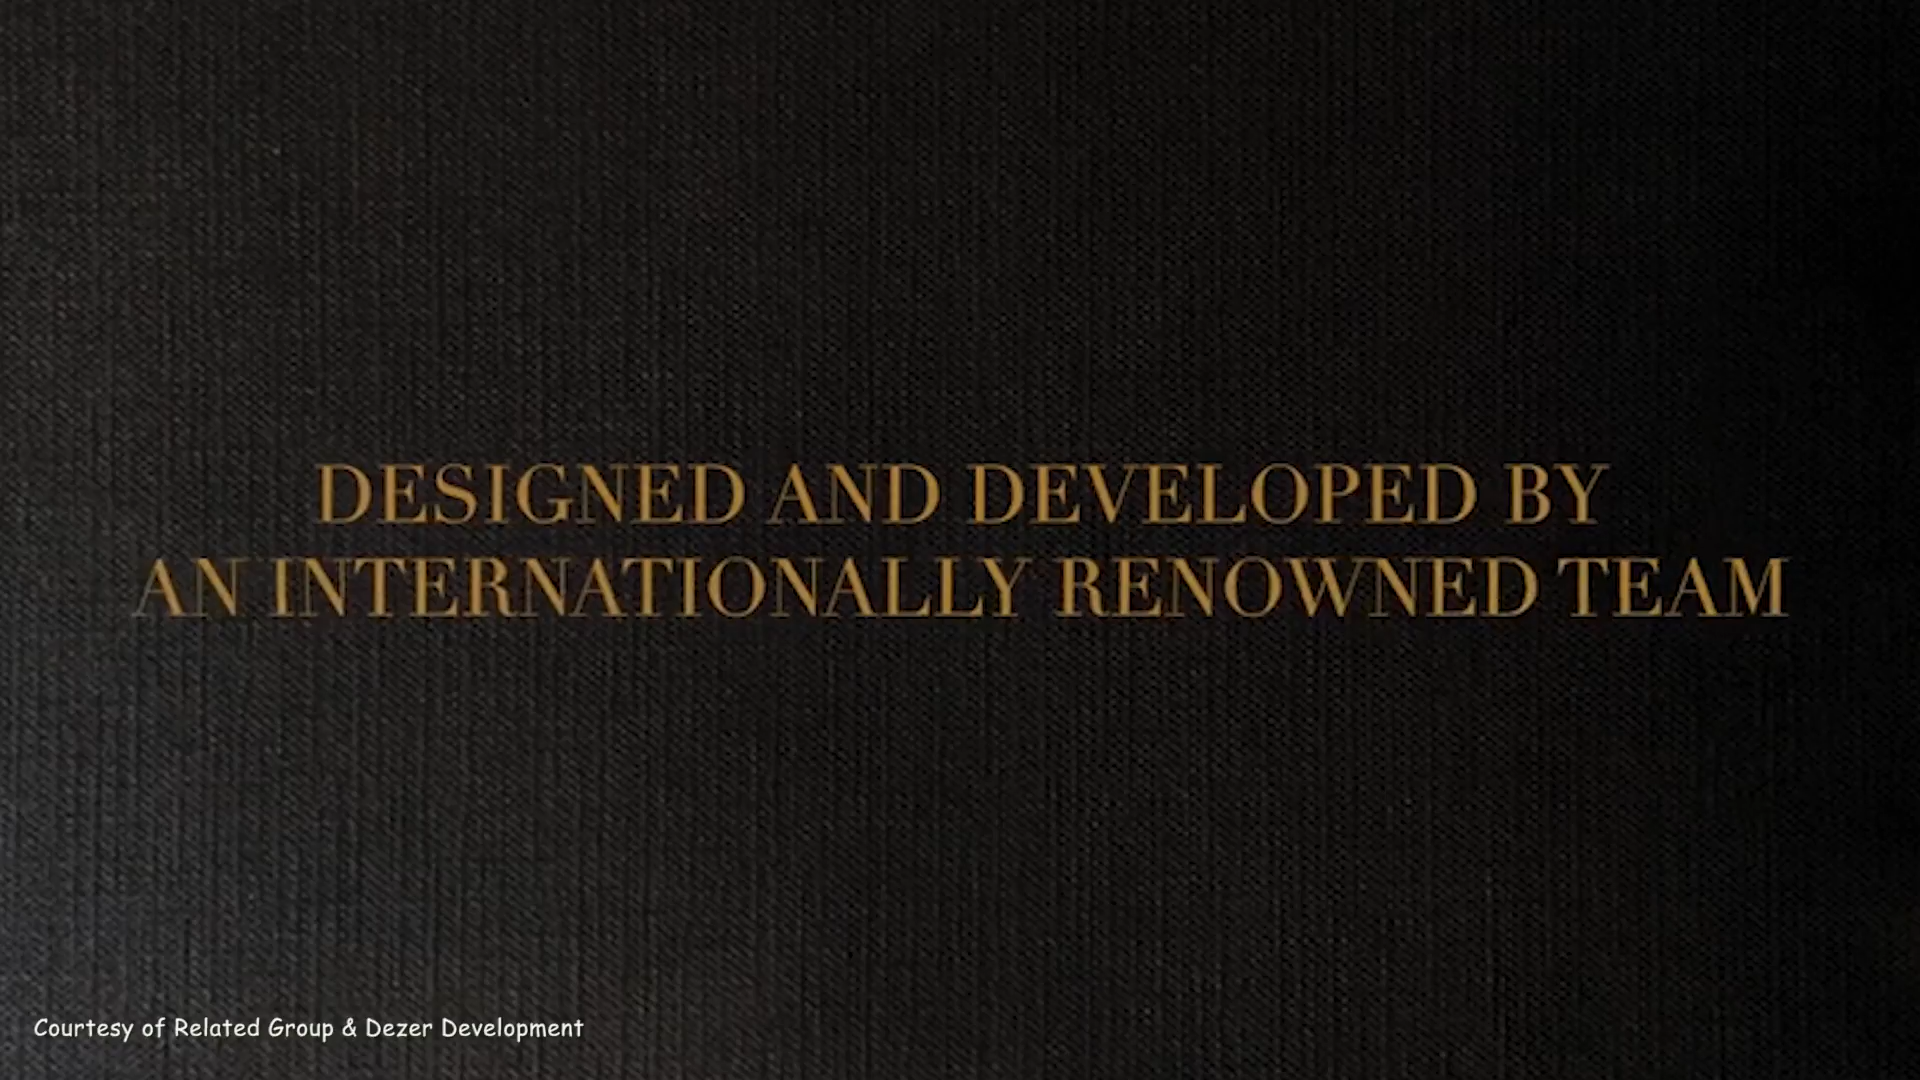 DESIGNED AND DEVELOPED BY
AN INTERNATIONALLY RENOWNED TEAM
Courtesy of Related Group & Dezer Development